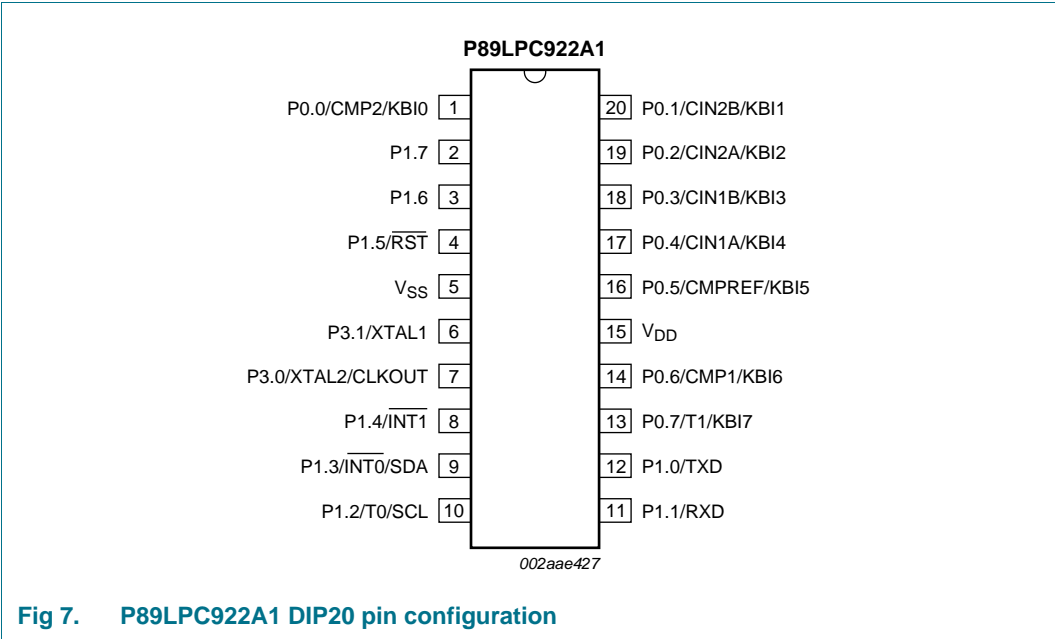 P89LPC922A1
P0.0/CMP2/KBI0 1 20 P0.1/CIN2B/KBI1
P1.7 2 19 P0.2/CIN2A/KBI2
P1.6 3 18 P0.3/CIN1B/KBI3
P1.5/R̅S̅T̅ 4 17 P0.4/CIN1A/KBI4
VSS 5 16 P0.5/CMPREF/KBI5
P3.1/XTAL1 6 15 VDD
P3.0/XTAL2/CLKOUT 7 14 P0.6/CMP1/KBI6
P1.4/I̅N̅T̅1̅ 8 13 P0.7/T1/KBI7
P1.3/I̅N̅T̅0̅/SDA 9 12 P1.0/TXD
P1.2/T0/SCL 10 11 P1.1/RXD
002aae427
Fig 7. P89LPC922A1 DIP20 pin configuration